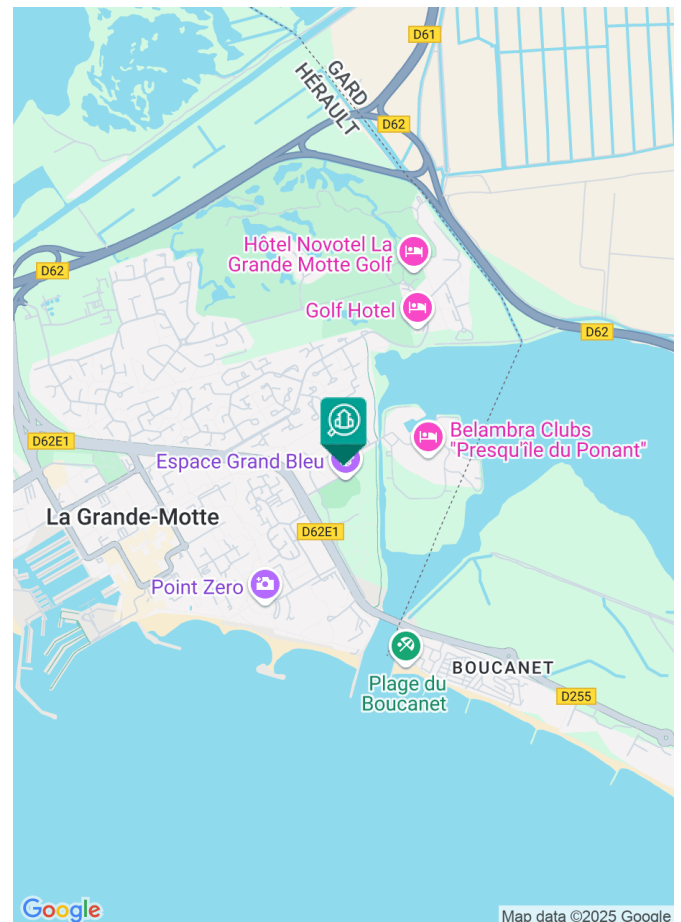 D61
GARD
HÉRAULT
D62
Hôtel Novotel La
Grande Motte Golf
D62
Golf Hotel
D62
Belambra Clubs
"Presqu'île du Ponant"
D62E1
Espace Grand Bleu
La Grande-Motte
D62E1
Point Zero
BOUCANET
Plage du
Boucanet
D255
Google
Map data ©2025 Google